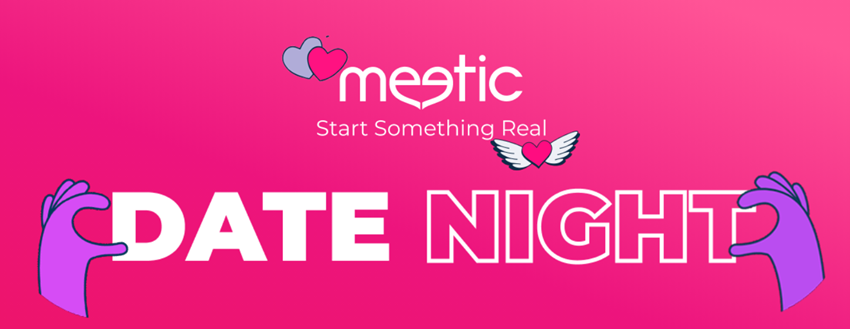 meetic
Start Something Real
DATE NIGHT